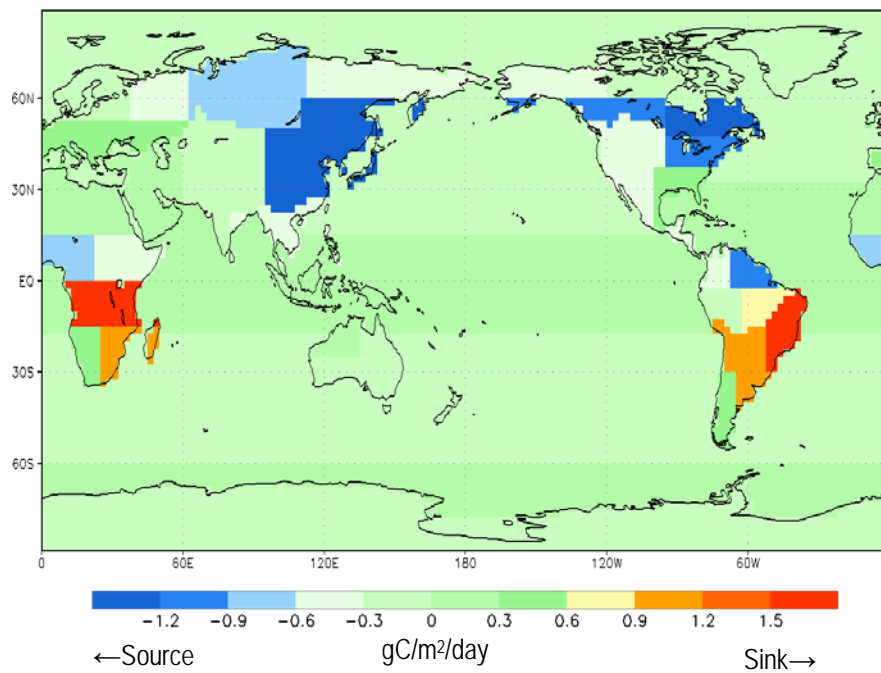 60N
30N
EQ
30S
60S
0 60E 120E 180 120W 60W
−1.2 −0.9 −0.6 −0.3 0 0.3 0.6 0.9 1.2 1.5
←Source gC/m²/day Sink→